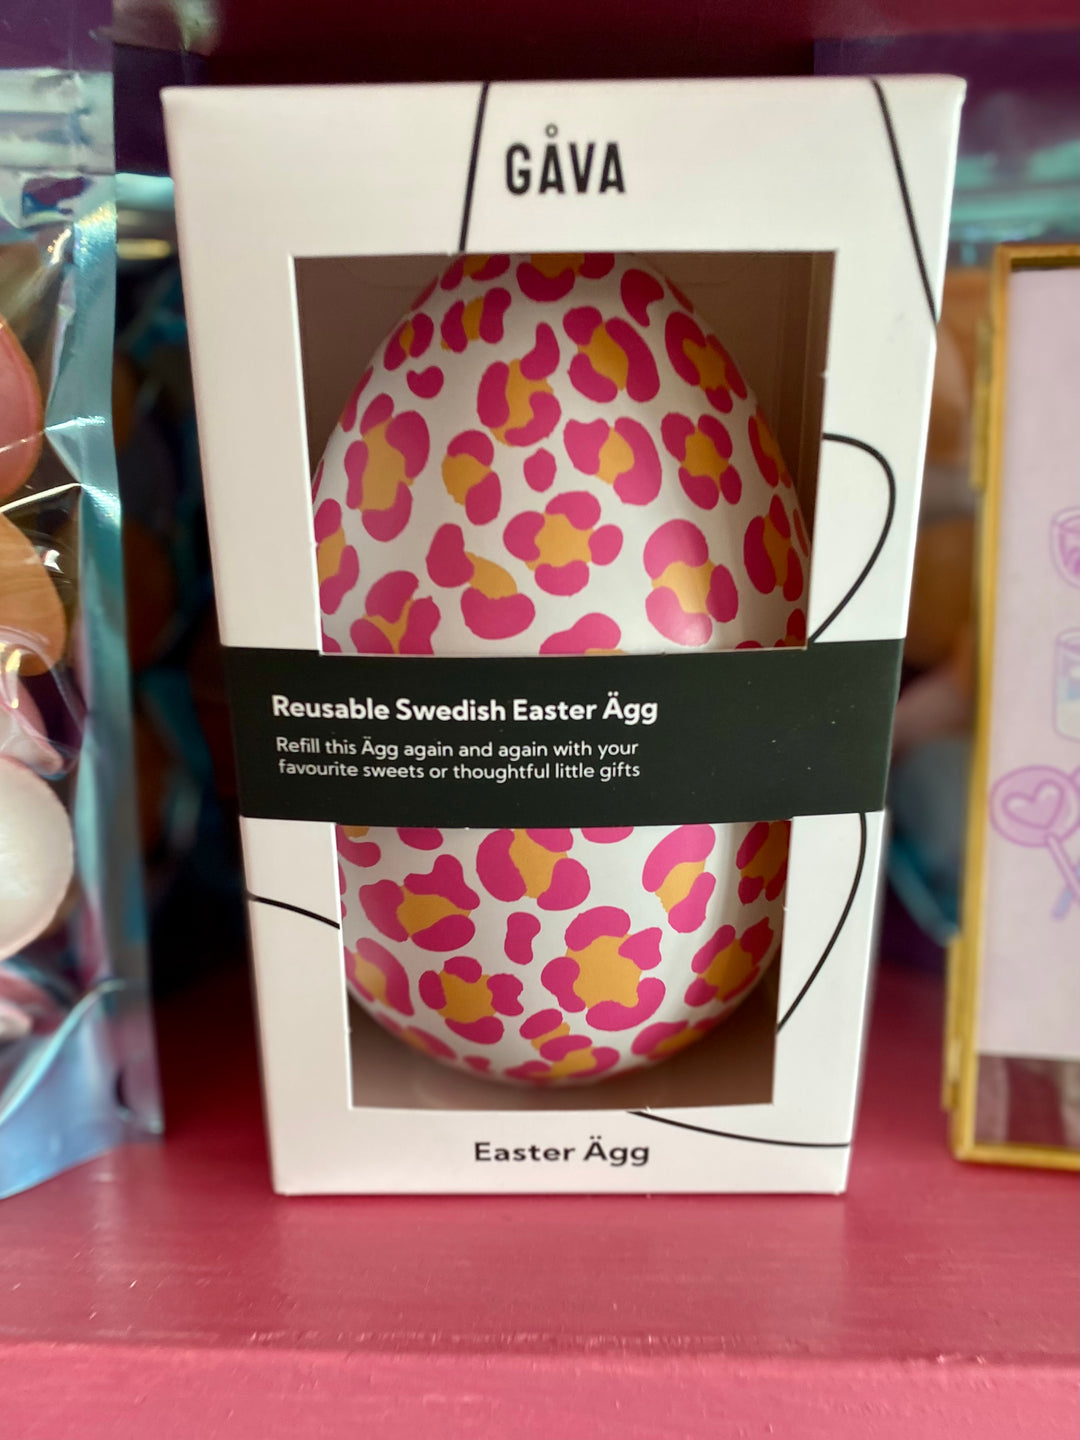 GÅVA
Reusable Swedish Easter Ägg
Refill this Ägg again and again with your
favourite sweets or thoughtful little gifts
Easter Ägg